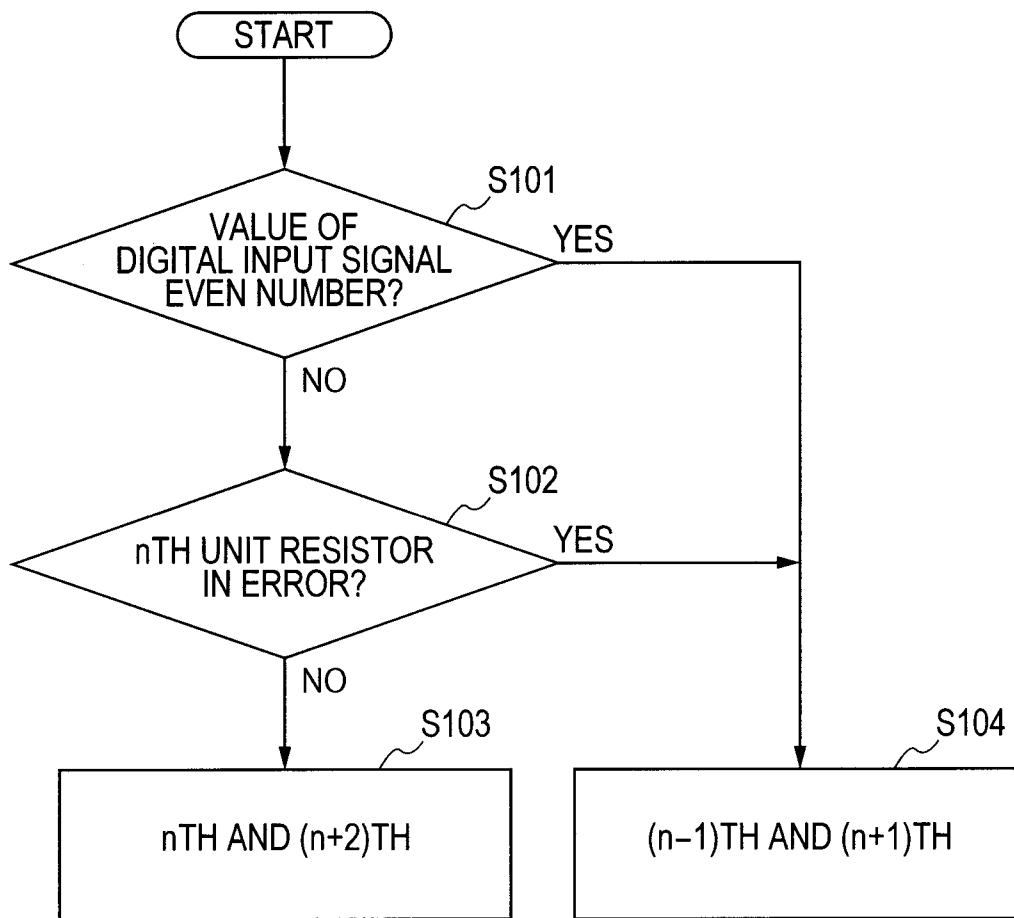 START
S101
VALUE OF
DIGITAL INPUT SIGNAL
EVEN NUMBER?
YES
NO
S102
nTH UNIT RESISTOR
IN ERROR?
YES
NO
S103
nTH AND (n+2)TH
S104
(n−1)TH AND (n+1)TH